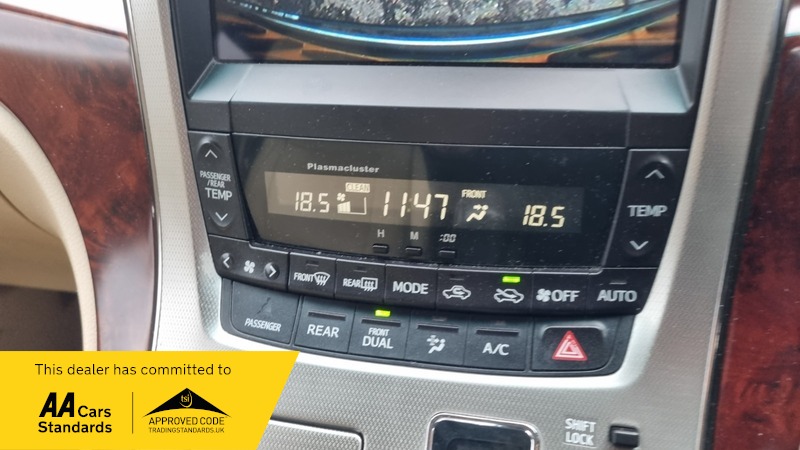 Plasmacluster
PASSENGER
/REAR
TEMP
18.5
CLEAN
11:47
FRONT
18.5
TEMP
H M :00
FRONT
REAR
MODE
OFF
AUTO
PASSENGER
REAR
FRONT
DUAL
A/C
SHIFT
LOCK
This dealer has committed to
AA Cars
Standards
tsi
APPROVED CODE
TRADINGSTANDARDS.UK